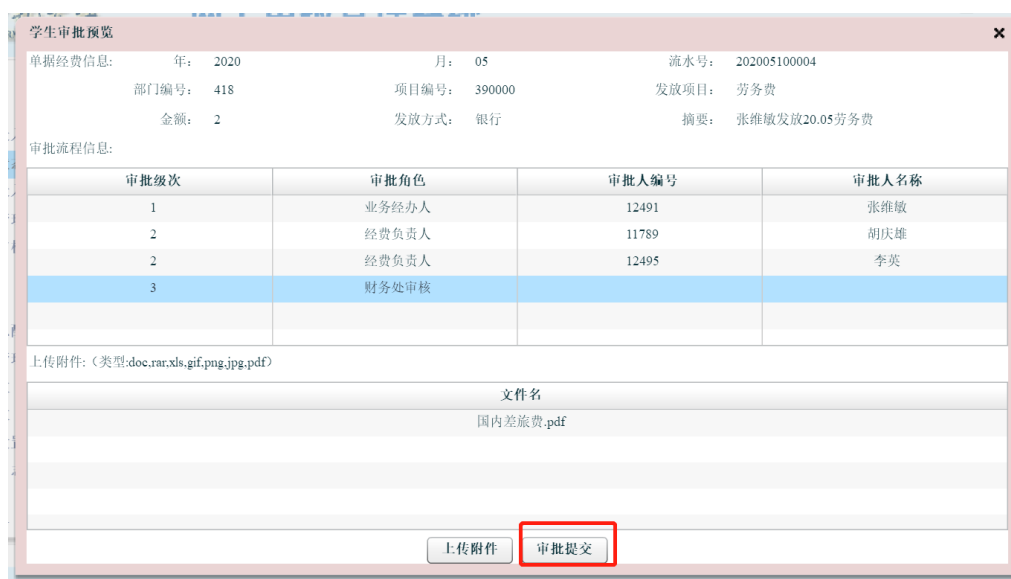 学生审批预览
单据经费信息: 年: 2020 月: 05 流水号: 202005100004
部门编号: 418 项目编号: 390000 发放项目: 劳务费
金额: 2 发放方式: 银行 摘要: 张维敏发放20.05劳务费
审批流程信息:
审批级次 审批角色 审批人编号 审批人名称
1 业务经办人 12491 张维敏
2 经费负责人 11789 胡庆雄
2 经费负责人 12495 李英
3 财务处审核
上传附件:（类型:doc,rar,xls,gif,png,jpg,pdf）
文件名
国内差旅费.pdf
上传附件 审批提交